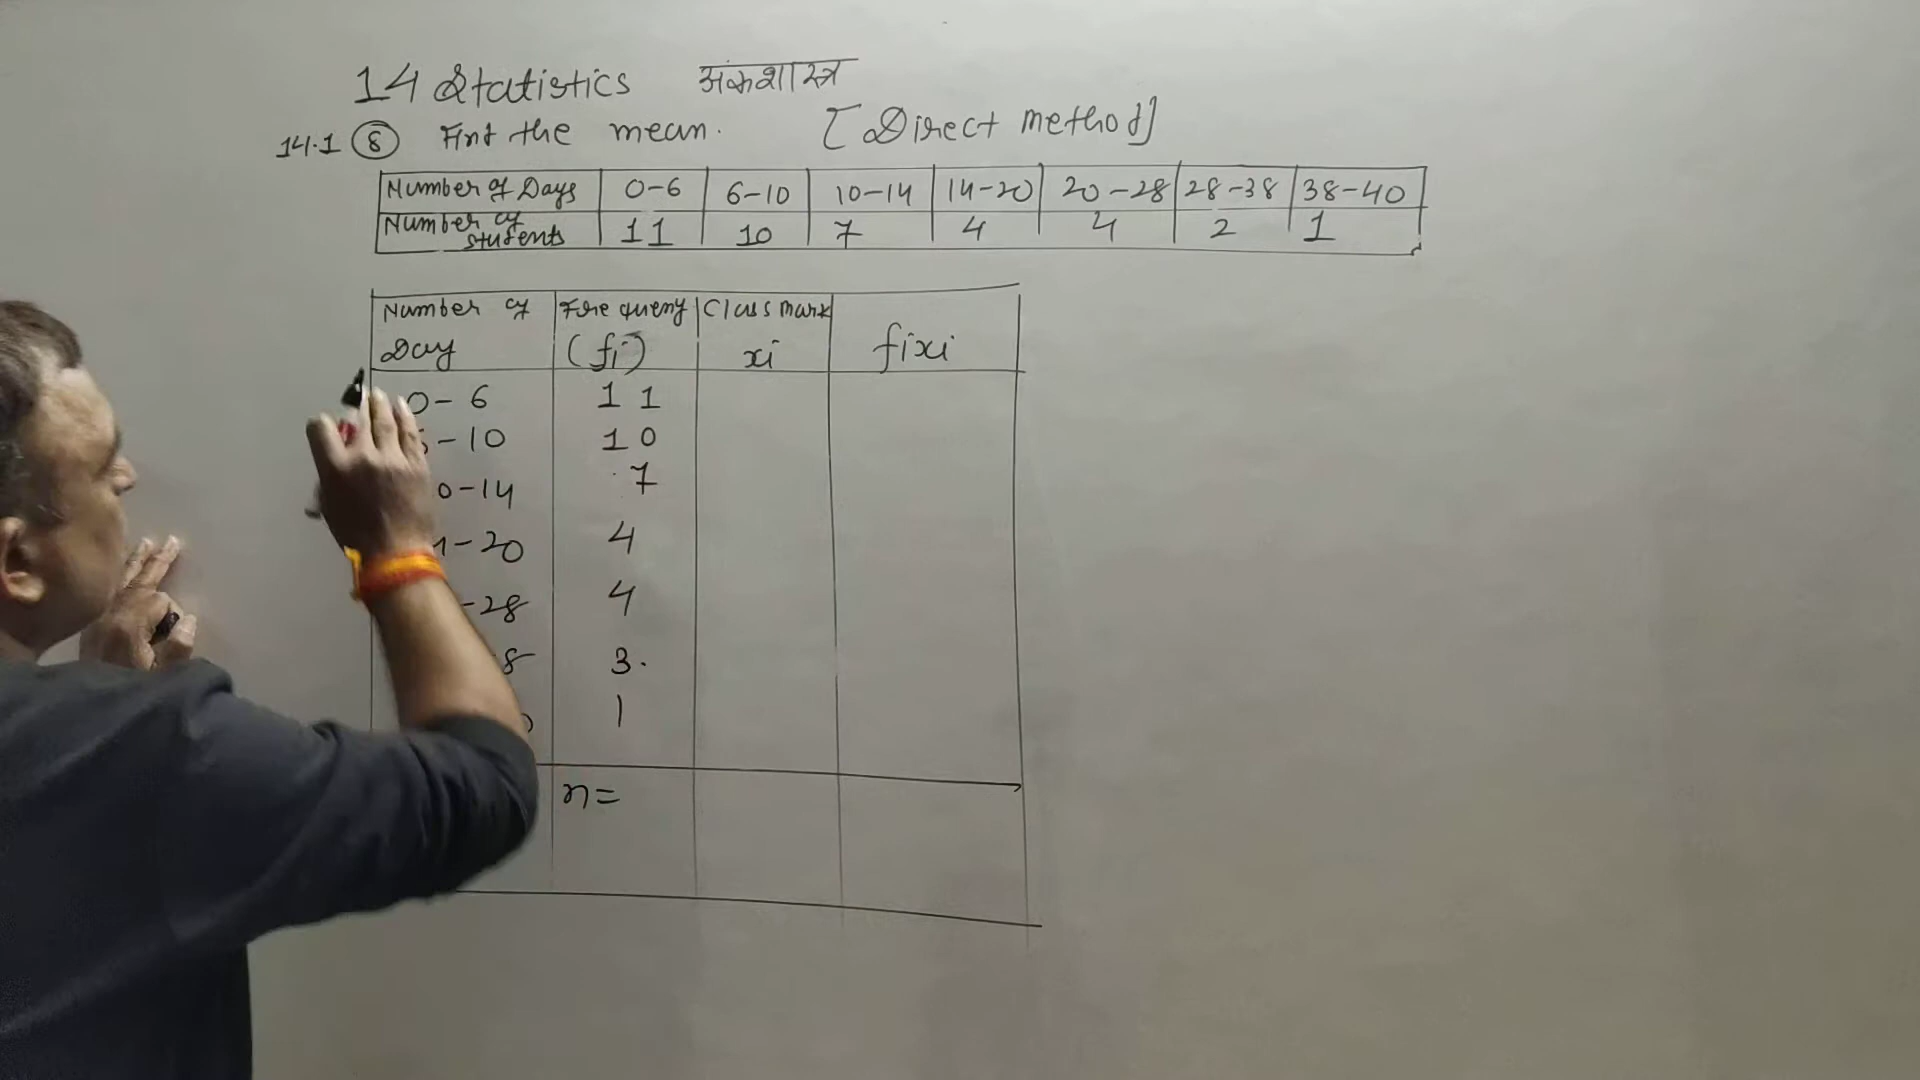 14 Statistics अंकशास्त्र
14.1 (8) Find the mean. [Direct method]
Number of Days 0-6 6-10 10-14 14-20 20-28 28-38 38-40
Number of students 11 10 7 4 4 2 1
Number of Day Frequeny (fi) Class mark xi fixi
0-6 11
-10 10
0-14 7
-20 4
-28 4
8 3.
1
n=